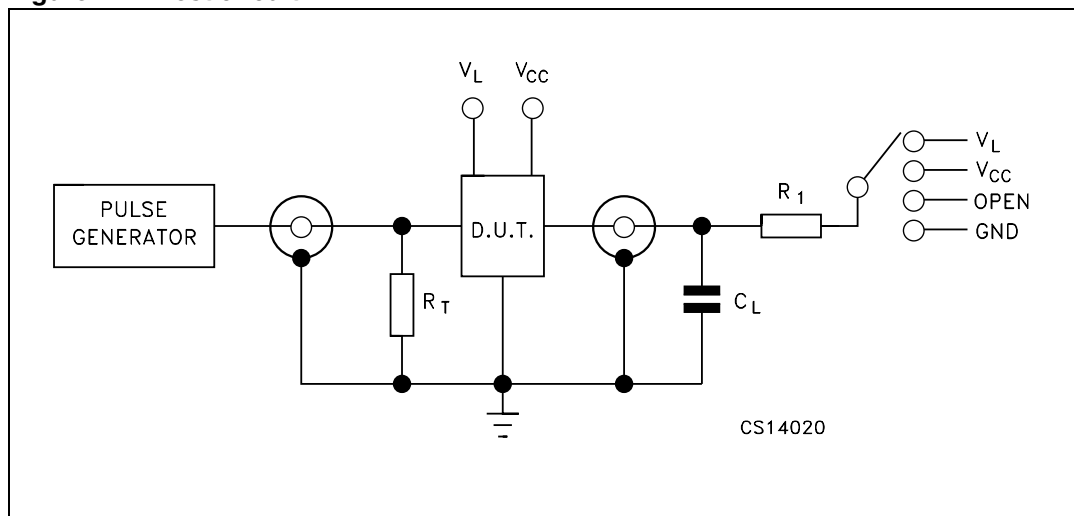 V_L
V_CC
PULSE
GENERATOR
D.U.T.
R_T
R_1
C_L
V_L
V_CC
OPEN
GND
CS14020